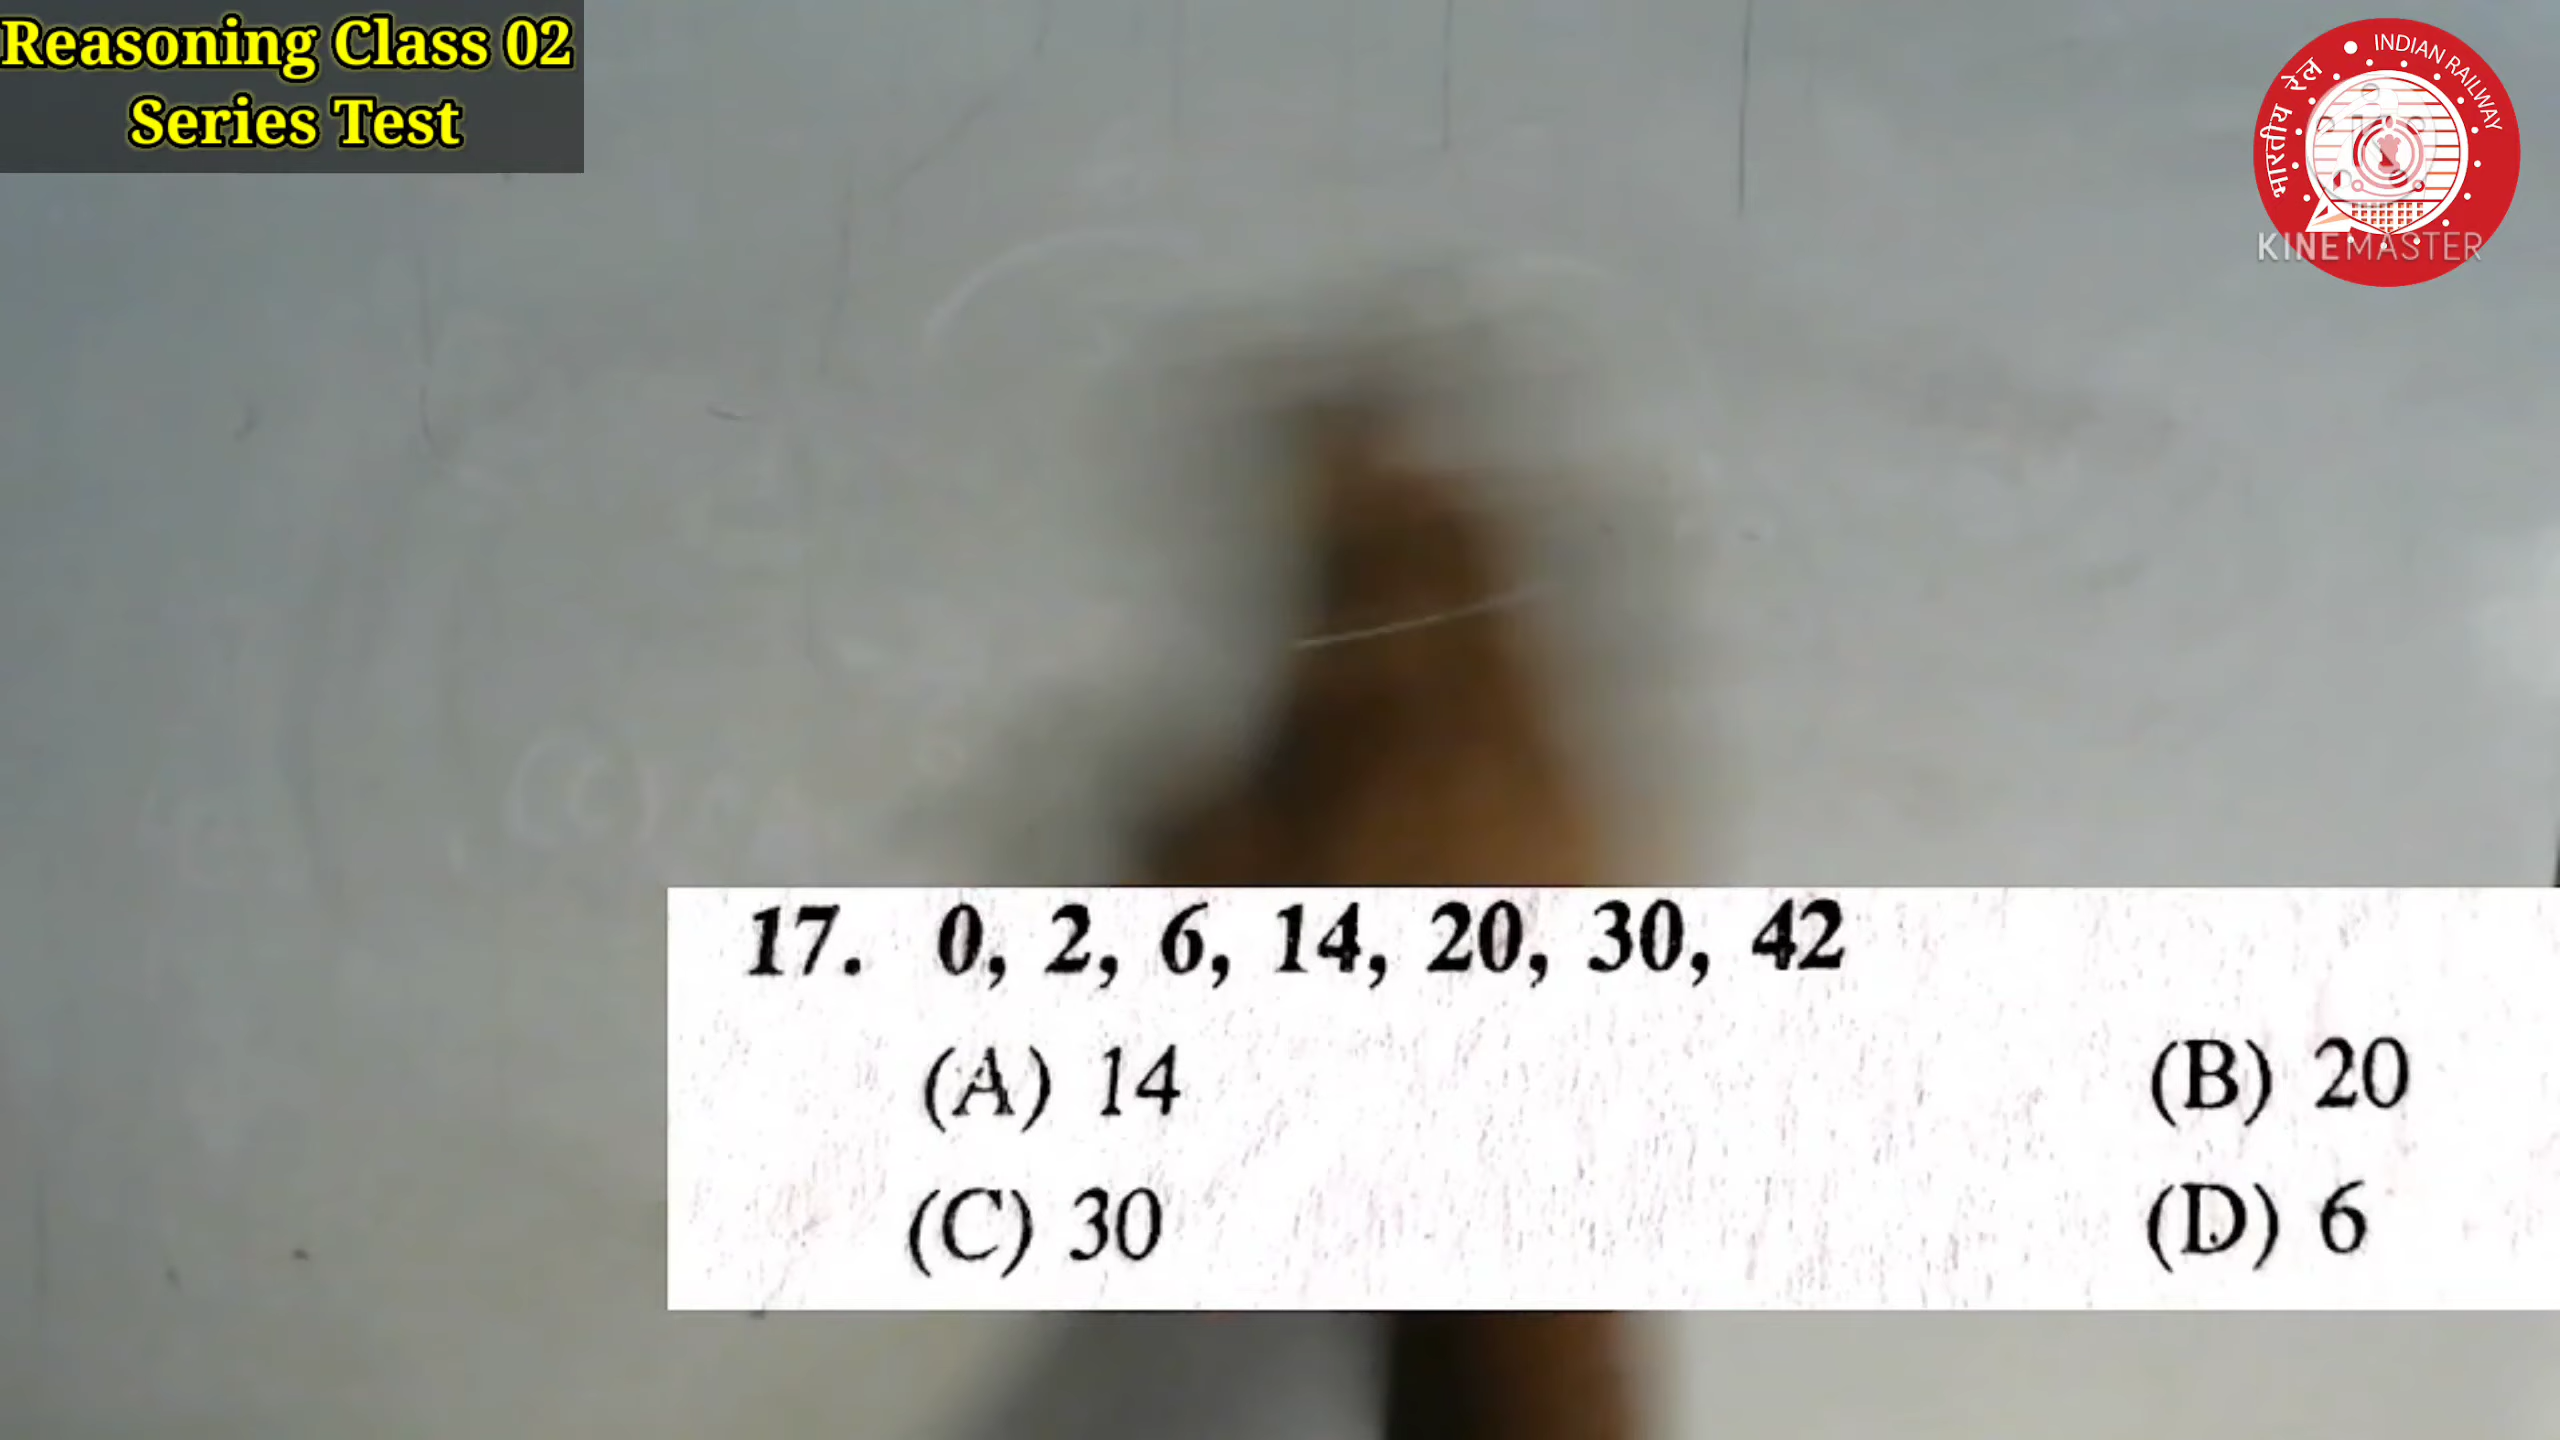 Reasoning Class 02
Series Test
INDIAN RAILWAY
भारतीय रेल
KINEMASTER
17. 0, 2, 6, 14, 20, 30, 42
(A) 14
(B) 20
(C) 30
(D) 6